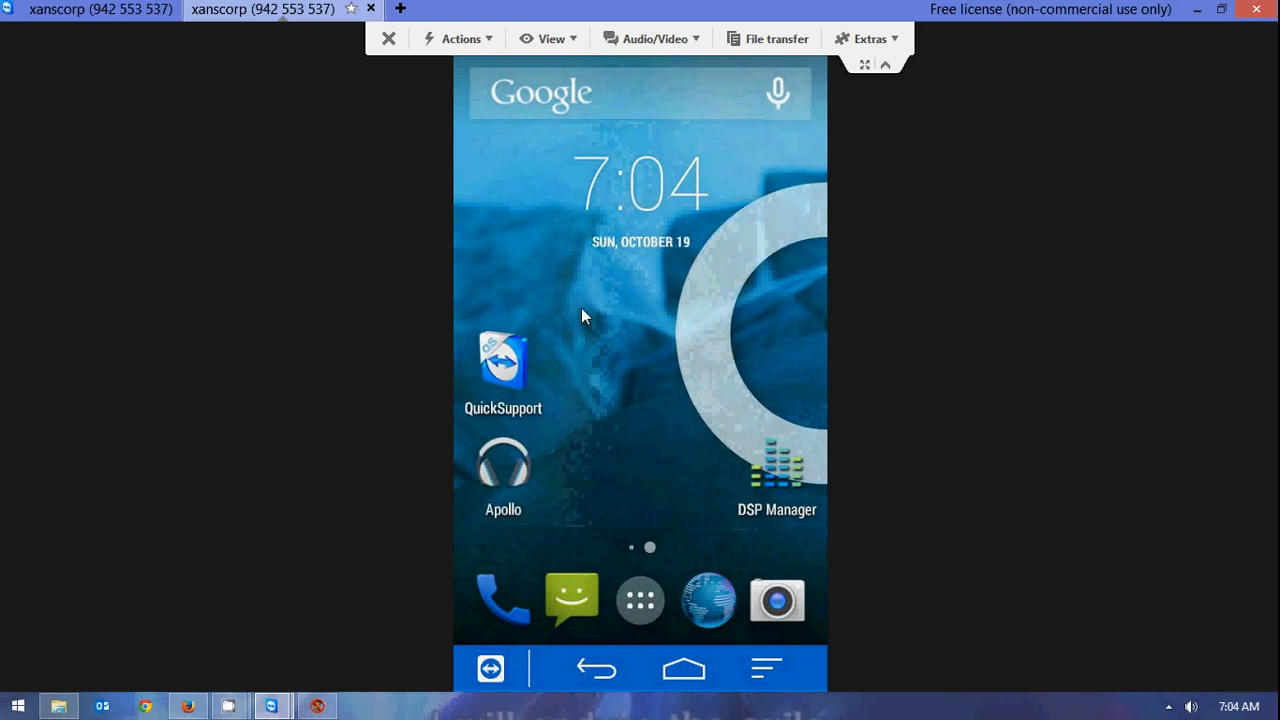 xanscorp (942 553 537) xanscorp (942 553 537) Free license (non-commercial use only)
Actions View Audio/Video File transfer Extras
Google
7:04
SUN, OCTOBER 19
QS
QuickSupport
Apollo DSP Manager
7:04 AM